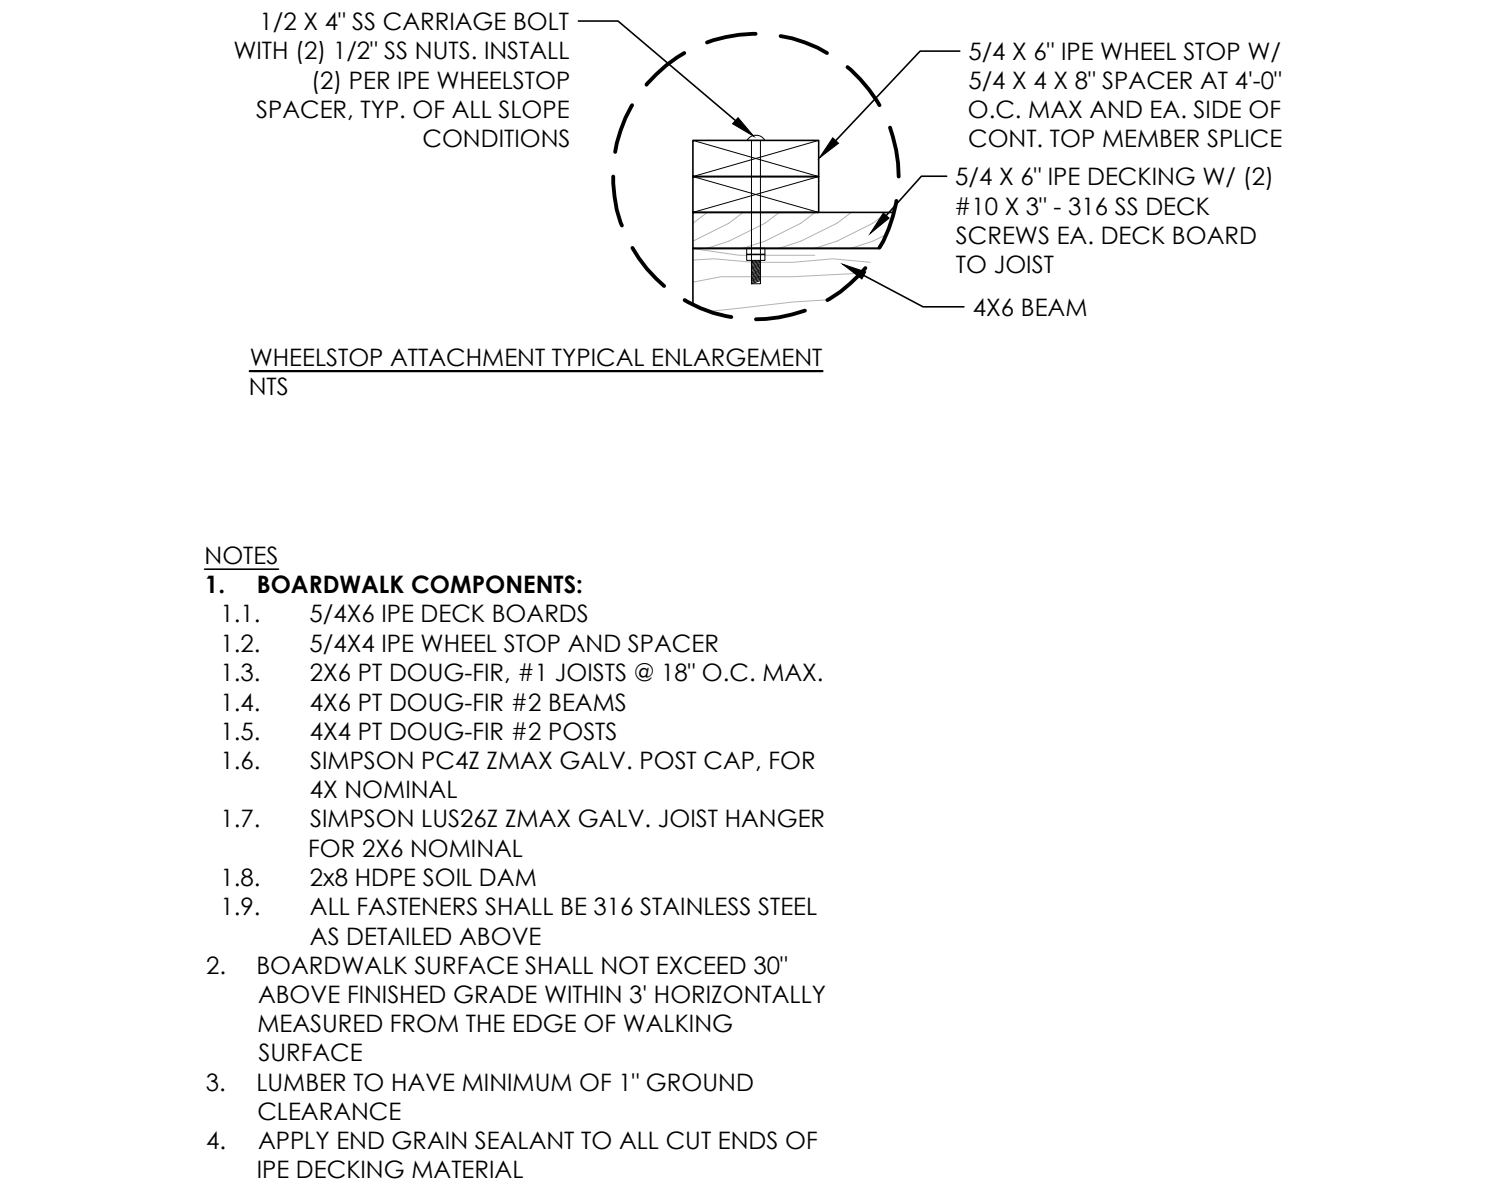 1/2 X 4" SS CARRIAGE BOLT
WITH (2) 1/2" SS NUTS. INSTALL
(2) PER IPE WHEELSTOP
SPACER, TYP. OF ALL SLOPE
CONDITIONS
5/4 X 6" IPE WHEEL STOP W/
5/4 X 4 X 8" SPACER AT 4'-0"
O.C. MAX AND EA. SIDE OF
CONT. TOP MEMBER SPLICE
5/4 X 6" IPE DECKING W/ (2)
#10 X 3" - 316 SS DECK
SCREWS EA. DECK BOARD
TO JOIST
4X6 BEAM
WHEELSTOP ATTACHMENT TYPICAL ENLARGEMENT
NTS
NOTES
1. BOARDWALK COMPONENTS:
1.1. 5/4X6 IPE DECK BOARDS
1.2. 5/4X4 IPE WHEEL STOP AND SPACER
1.3. 2X6 PT DOUG-FIR, #1 JOISTS @ 18" O.C. MAX.
1.4. 4X6 PT DOUG-FIR #2 BEAMS
1.5. 4X4 PT DOUG-FIR #2 POSTS
1.6. SIMPSON PC4Z ZMAX GALV. POST CAP, FOR
4X NOMINAL
1.7. SIMPSON LUS26Z ZMAX GALV. JOIST HANGER
FOR 2X6 NOMINAL
1.8. 2x8 HDPE SOIL DAM
1.9. ALL FASTENERS SHALL BE 316 STAINLESS STEEL
AS DETAILED ABOVE
2. BOARDWALK SURFACE SHALL NOT EXCEED 30"
ABOVE FINISHED GRADE WITHIN 3' HORIZONTALLY
MEASURED FROM THE EDGE OF WALKING
SURFACE
3. LUMBER TO HAVE MINIMUM OF 1" GROUND
CLEARANCE
4. APPLY END GRAIN SEALANT TO ALL CUT ENDS OF
IPE DECKING MATERIAL